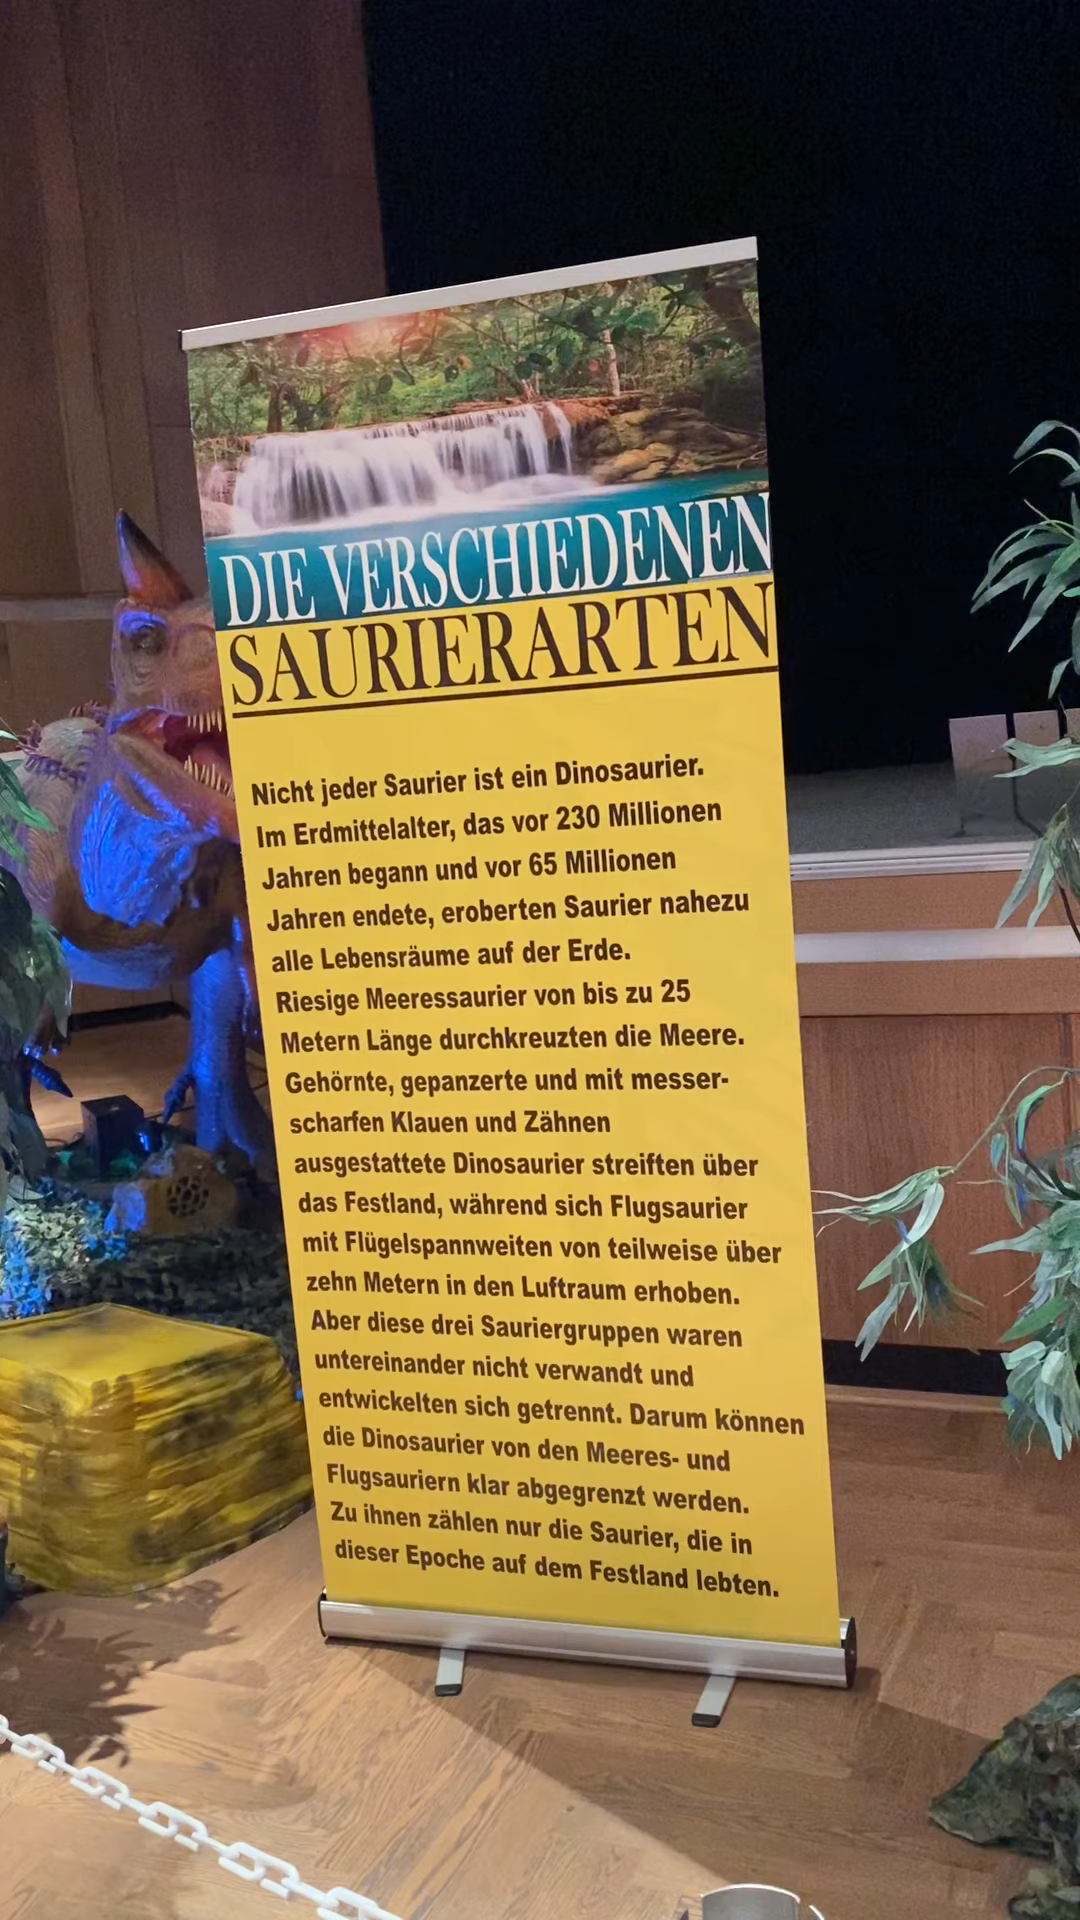 DIE VERSCHIEDENEN
SAURIERARTEN
Nicht jeder Saurier ist ein Dinosaurier.
Im Erdmittelalter, das vor 230 Millionen
Jahren begann und vor 65 Millionen
Jahren endete, eroberten Saurier nahezu
alle Lebensräume auf der Erde.
Riesige Meeressaurier von bis zu 25
Metern Länge durchkreuzten die Meere.
Gehörnte, gepanzerte und mit messer-
scharfen Klauen und Zähnen
ausgestattete Dinosaurier streiften über
das Festland, während sich Flugsaurier
mit Flügelspannweiten von teilweise über
zehn Metern in den Luftraum erhoben.
Aber diese drei Sauriergruppen waren
untereinander nicht verwandt und
entwickelten sich getrennt. Darum können
die Dinosaurier von den Meeres- und
Flugsauriern klar abgegrenzt werden.
Zu ihnen zählen nur die Saurier, die in
dieser Epoche auf dem Festland lebten.